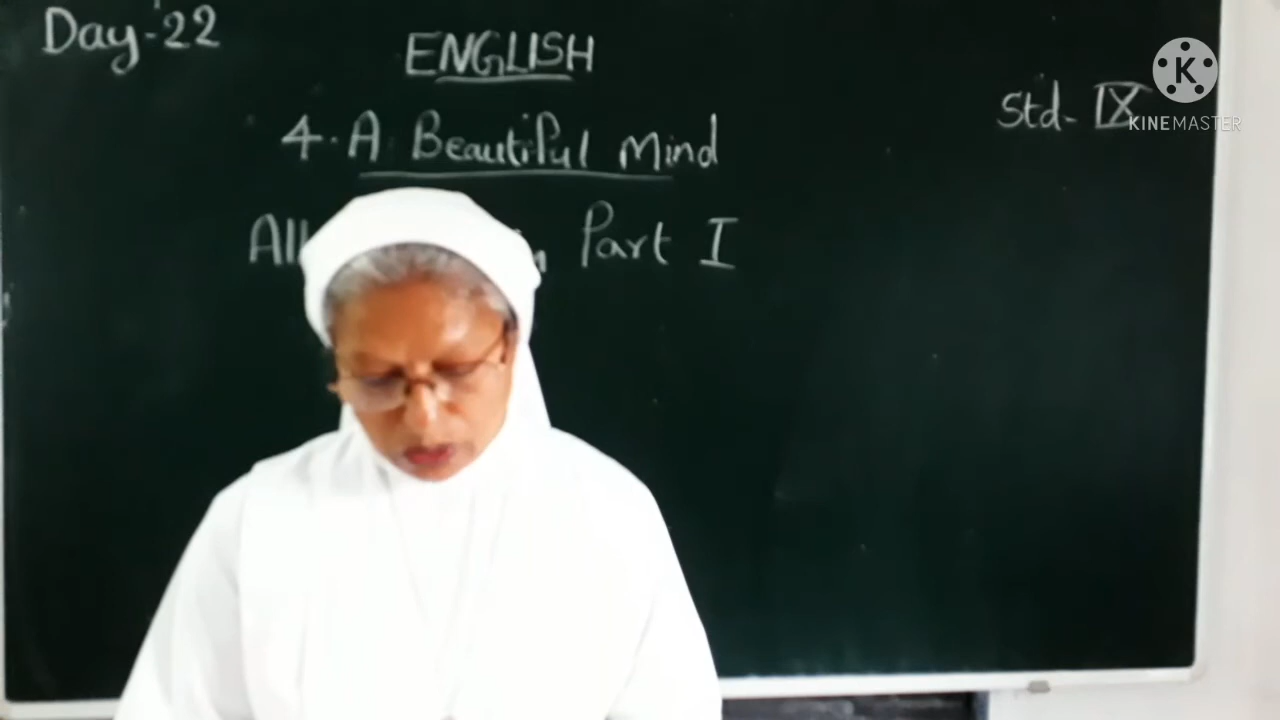 Day-22
ENGLISH
Std- IX
4. A Beautiful Mind
Part I
K
KINEMASTER